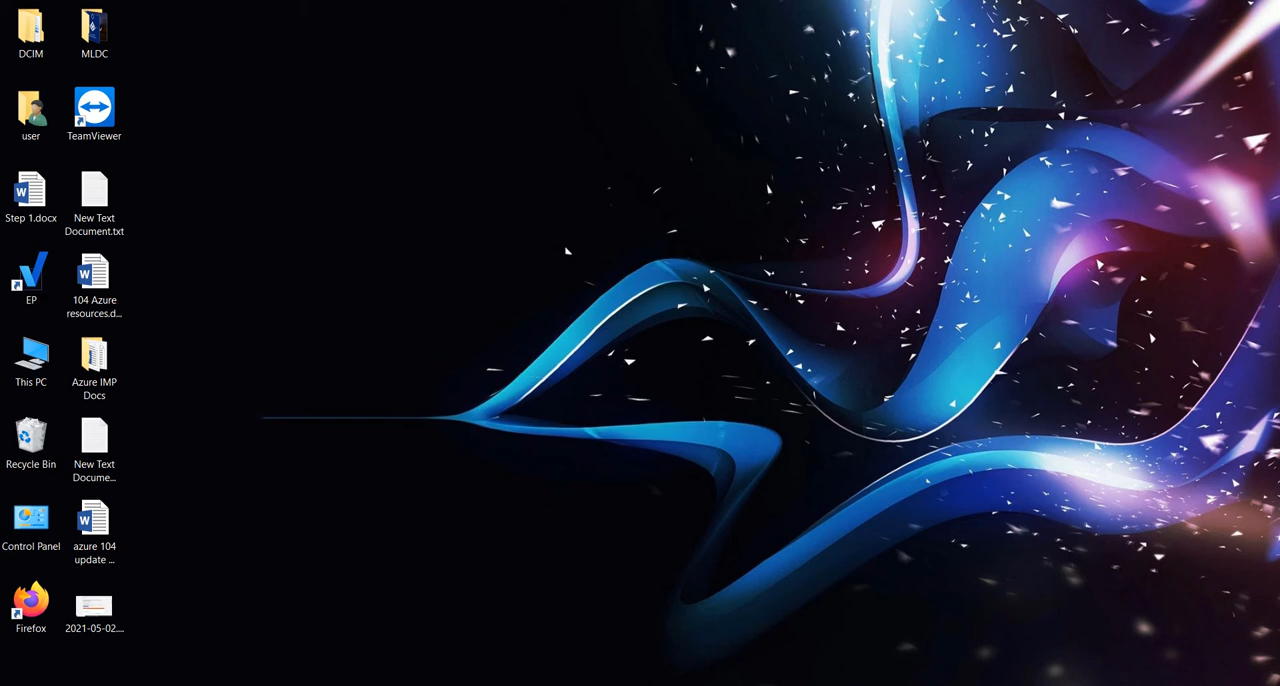 DCIM
MLDC
user
TeamViewer
Step 1.docx
New Text
Document.txt
EP
104 Azure
resources.d...
This PC
Azure IMP
Docs
Recycle Bin
New Text
Docume...
Control Panel
azure 104
update ...
Firefox
2021-05-02....